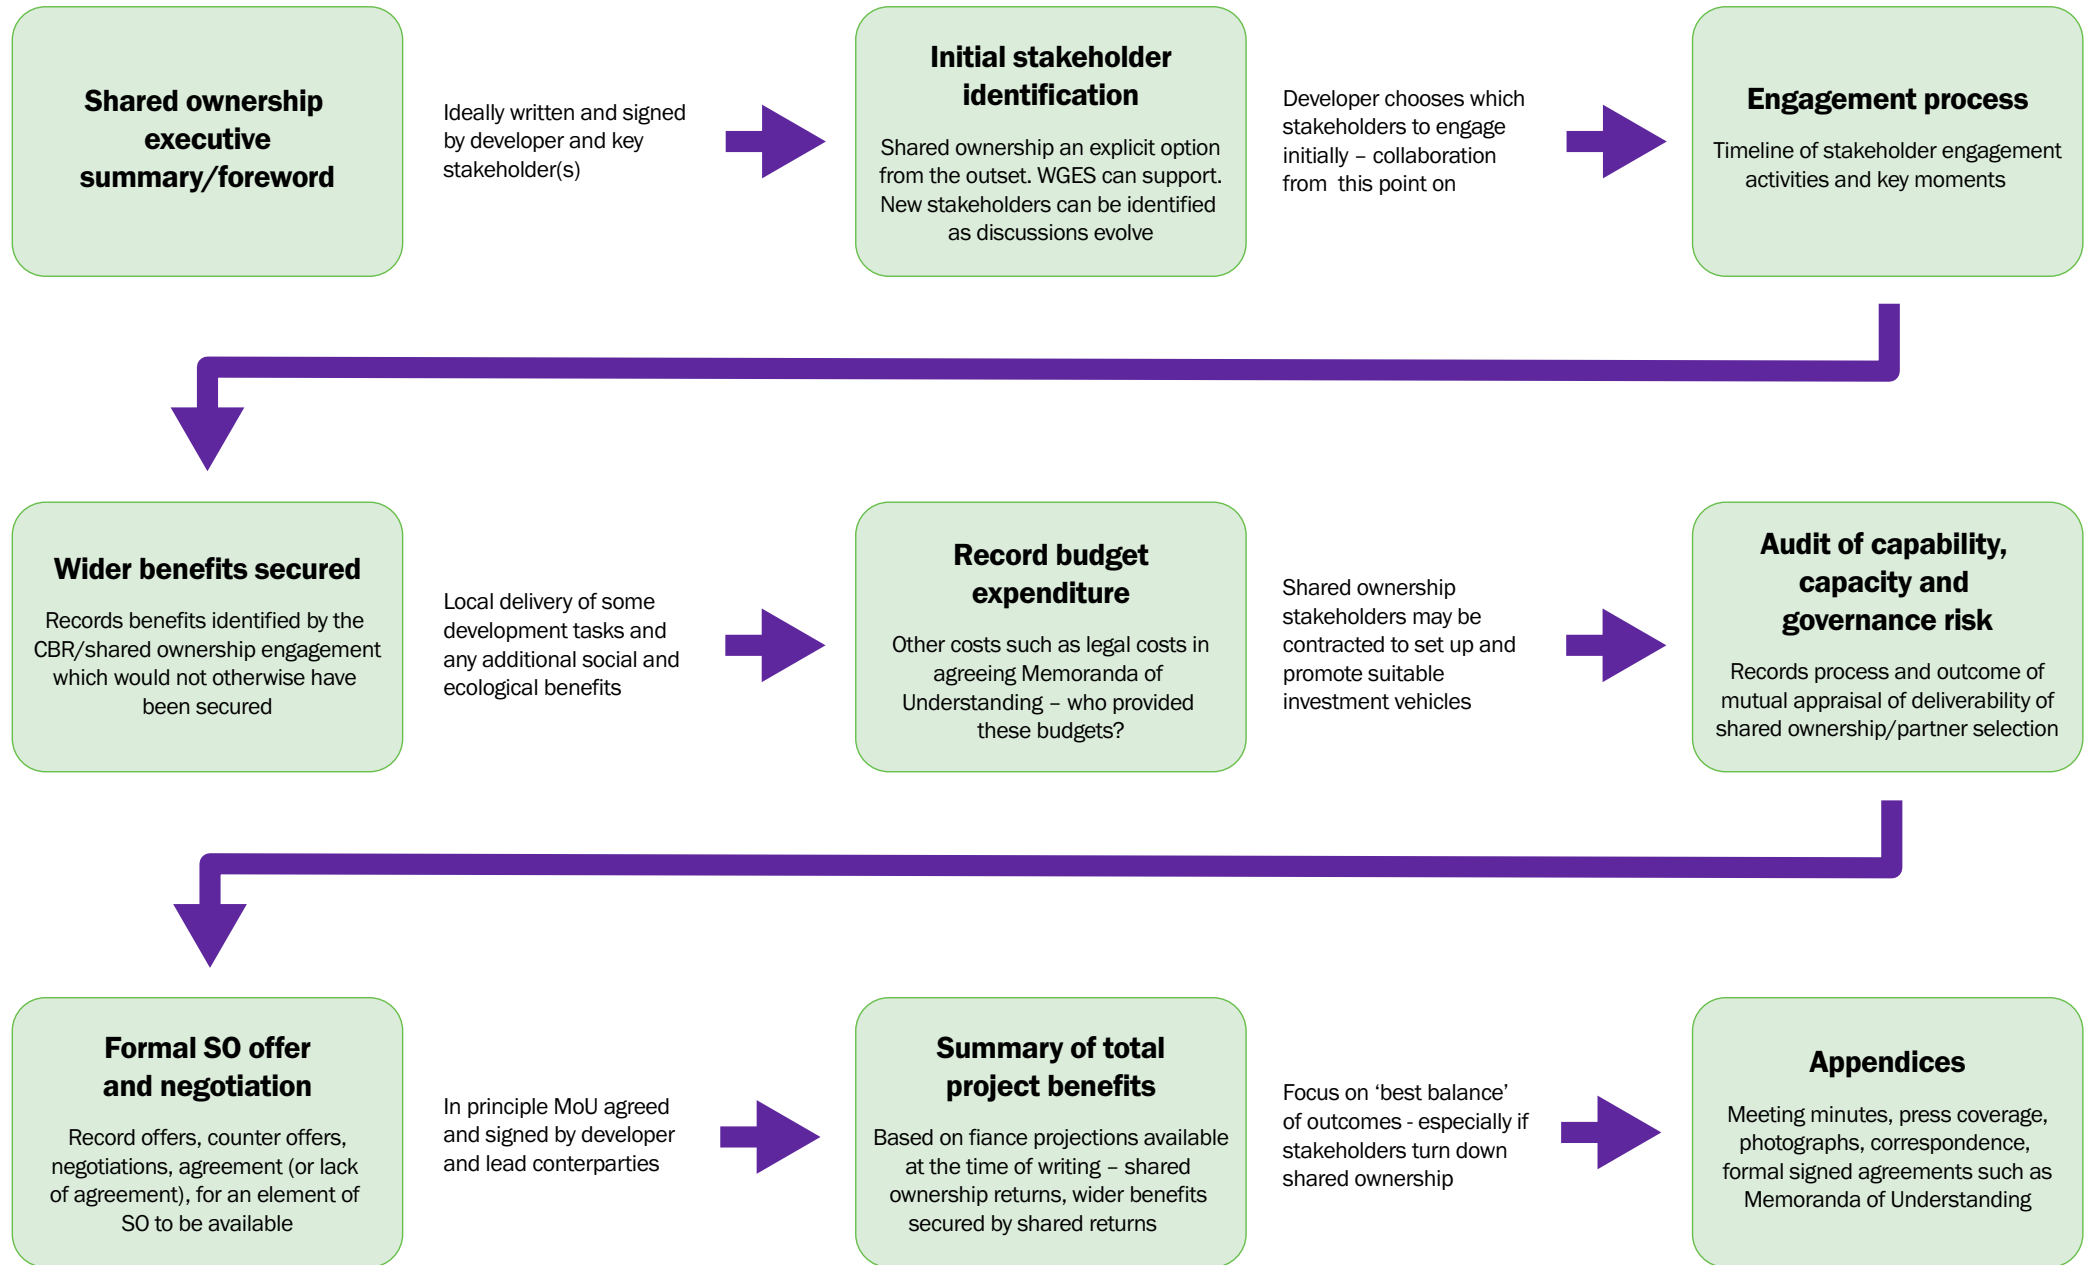 Shared ownership
executive
summary/foreword
Ideally written and signed
by developer and key
stakeholder(s)
Initial stakeholder
identification
Shared ownership an explicit option
from the outset. WGES can support.
New stakeholders can be identified
as discussions evolve
Developer chooses which
stakeholders to engage
initially – collaboration
from  this point on
Engagement process
Timeline of stakeholder engagement
activities and key moments
Wider benefits secured
Records benefits identified by the
CBR/shared ownership engagement
which would not otherwise have
been secured
Local delivery of some
development tasks and
any additional social and
ecological benefits
Record budget
expenditure
Other costs such as legal costs in
agreeing Memoranda of
Understanding – who provided
these budgets?
Shared ownership
stakeholders may be
contracted to set up and
promote suitable
investment vehicles
Audit of capability,
capacity and
governance risk
Records process and outcome of
mutual appraisal of deliverability of
shared ownership/partner selection
Formal SO offer
and negotiation
Record offers, counter offers,
negotiations, agreement (or lack
of agreement), for an element of
SO to be available
In principle MoU agreed
and signed by developer
and lead conterparties
Summary of total
project benefits
Based on fiance projections available
at the time of writing – shared
ownership returns, wider benefits
secured by shared returns
Focus on ‘best balance’
of outcomes - especially if
stakeholders turn down
shared ownership
Appendices
Meeting minutes, press coverage,
photographs, correspondence,
formal signed agreements such as
Memoranda of Understanding